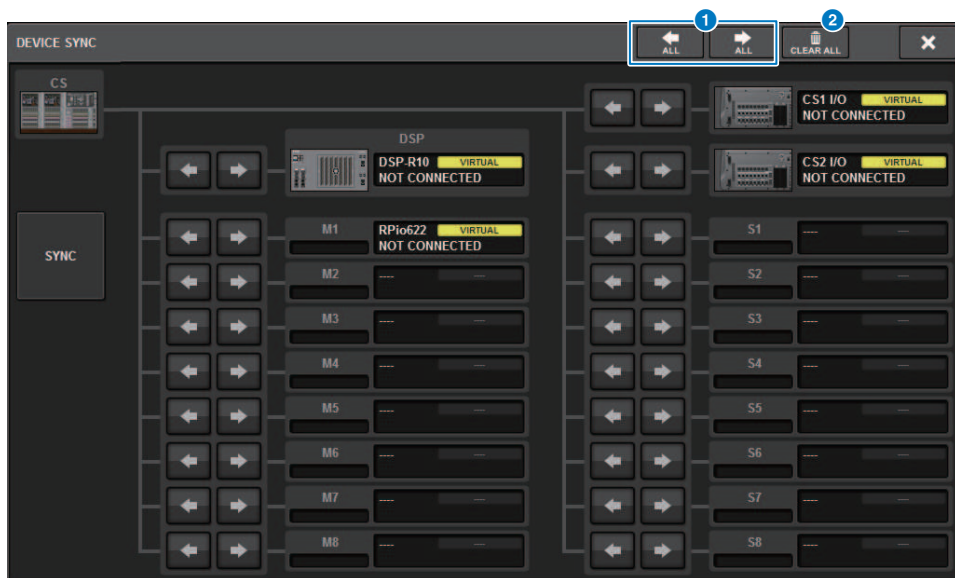 1
2
DEVICE SYNC
ALL
ALL
CLEAR ALL
CS
CS1 I/O VIRTUAL
NOT CONNECTED
DSP
DSP-R10 VIRTUAL
NOT CONNECTED
CS2 I/O VIRTUAL
NOT CONNECTED
SYNC
M1 RPio622 VIRTUAL
NOT CONNECTED
S1 ---- ---
M2 ---- ---
S2 ---- ---
M3 ---- ---
S3 ---- ---
M4 ---- ---
S4 ---- ---
M5 ---- ---
S5 ---- ---
M6 ---- ---
S6 ---- ---
M7 ---- ---
S7 ---- ---
M8 ---- ---
S8 ---- ---